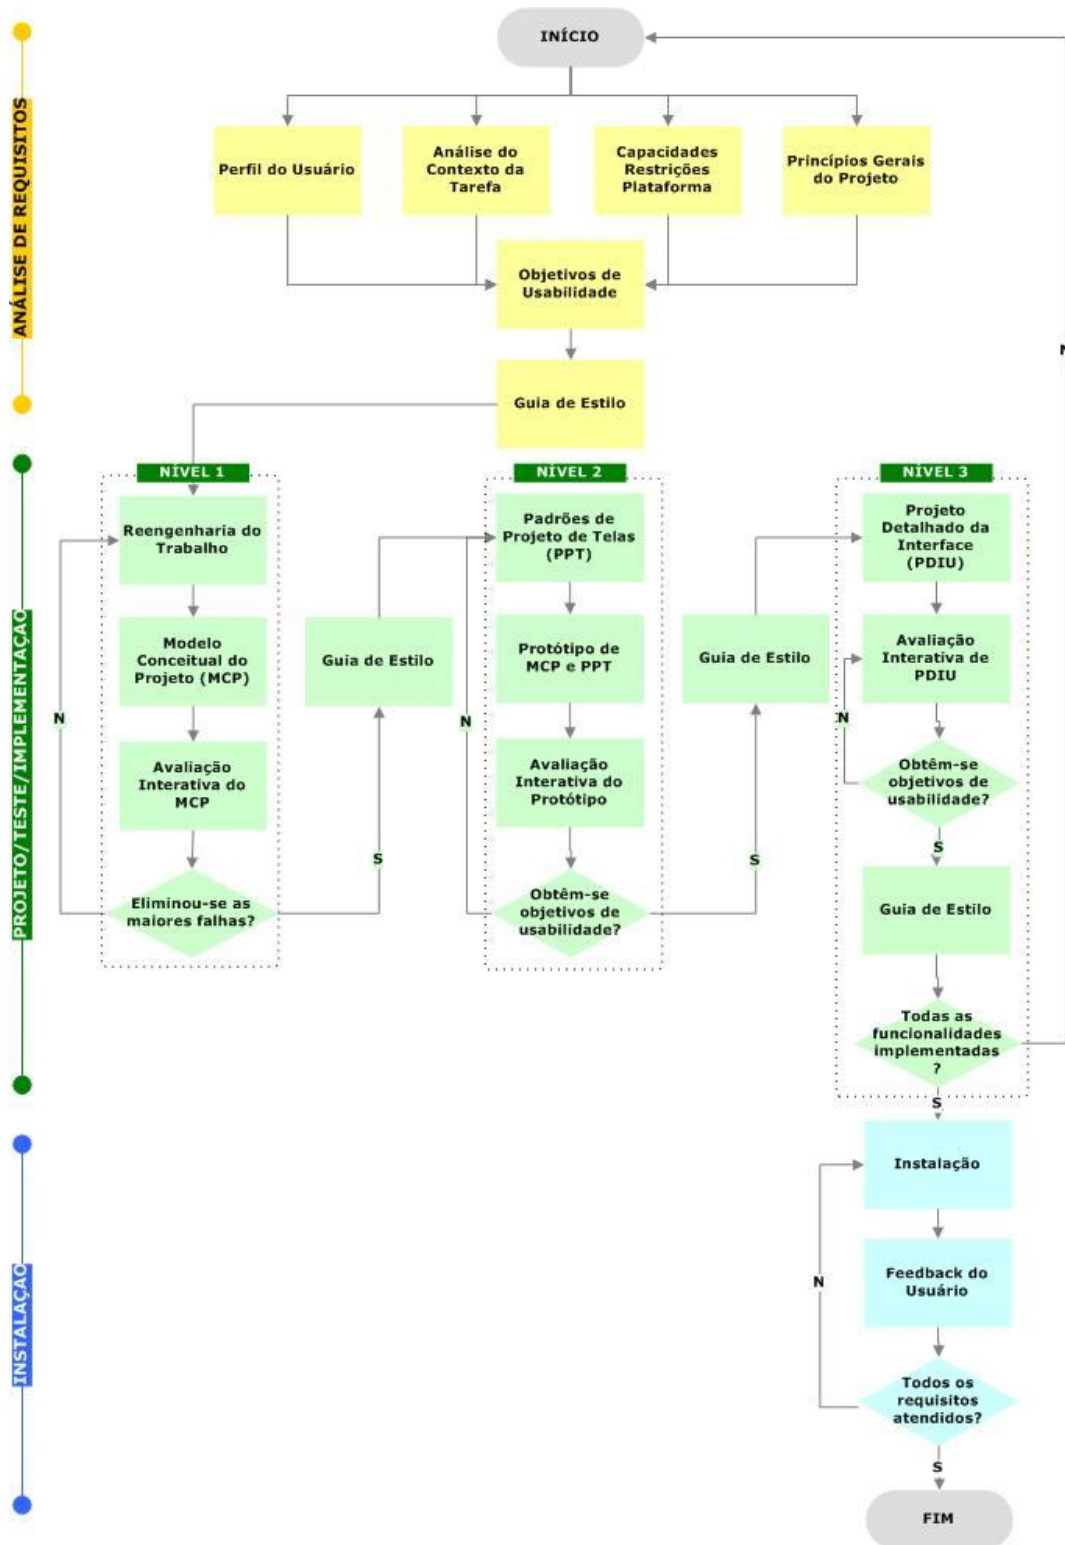 INÍCIO
ANÁLISE DE REQUISITOS
Perfil do Usuário
Análise do
Contexto da
Tarefa
Capacidades
Restrições
Plataforma
Princípios Gerais
do Projeto
Objetivos de
Usabilidade
N
Guia de Estilo
PROJETO/TESTE/IMPLEMENTAÇÃO
NÍVEL 1
Reengenharia do
Trabalho
Modelo
Conceitual do
Projeto (MCP)
N
Avaliação
Interativa do
MCP
Eliminou-se as
maiores falhas?
S
Guia de Estilo
NÍVEL 2
Padrões de
Projeto de Telas
(PPT)
Protótipo de
MCP e PPT
N
Avaliação
Interativa do
Protótipo
Obtêm-se
objetivos de
usabilidade?
S
Guia de Estilo
NÍVEL 3
Projeto
Detalhado da
Interface
(PDIU)
Avaliação
Interativa de
PDIU
N
Obtêm-se
objetivos de
usabilidade?
S
Guia de Estilo
Todas as
funcionalidades
implementadas
?
S
INSTALAÇÃO
Instalação
Feedback do
Usuário
N
Todos os
requisitos
atendidos?
S
FIM